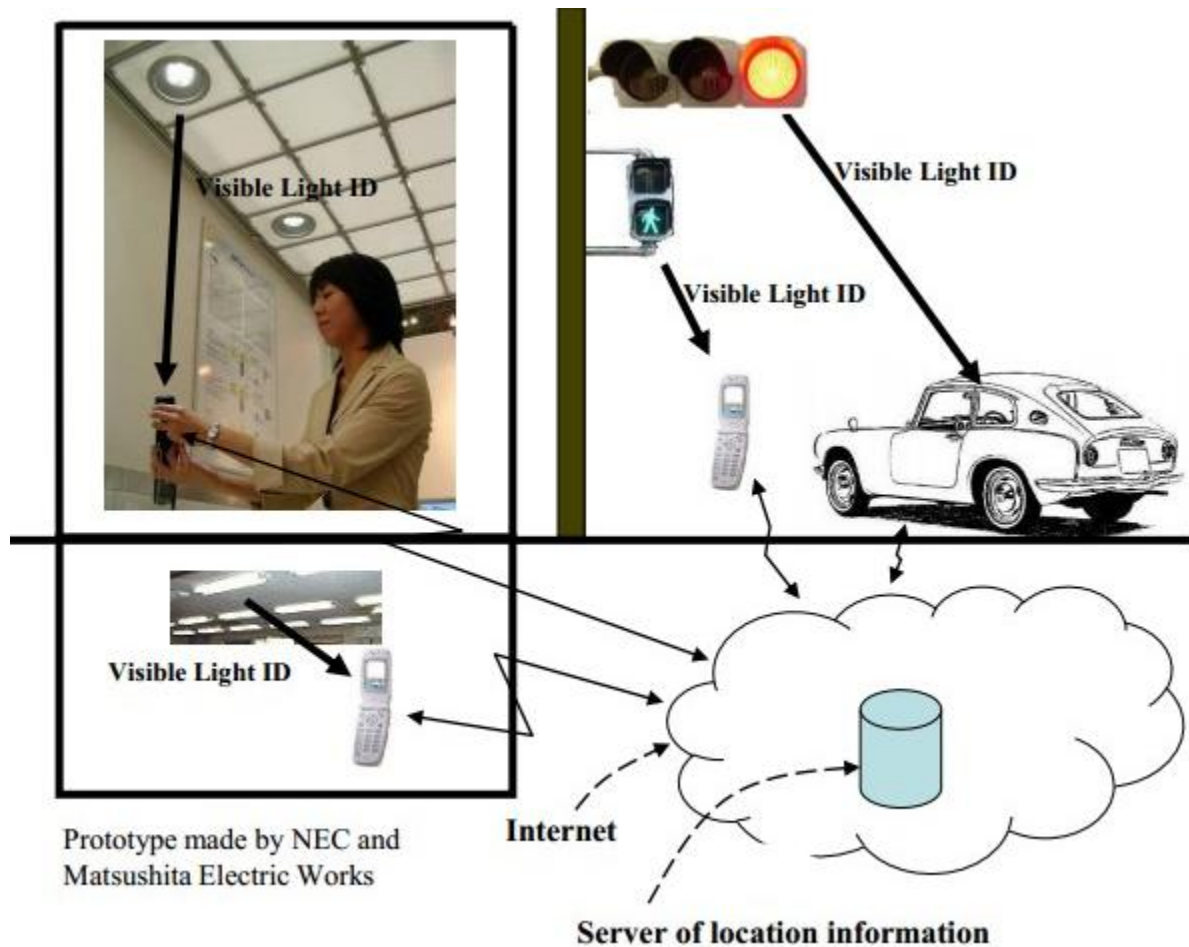 Visible Light ID
Visible Light ID
Visible Light ID
Visible Light ID
Internet
Prototype made by NEC and
Matsushita Electric Works
Server of location information